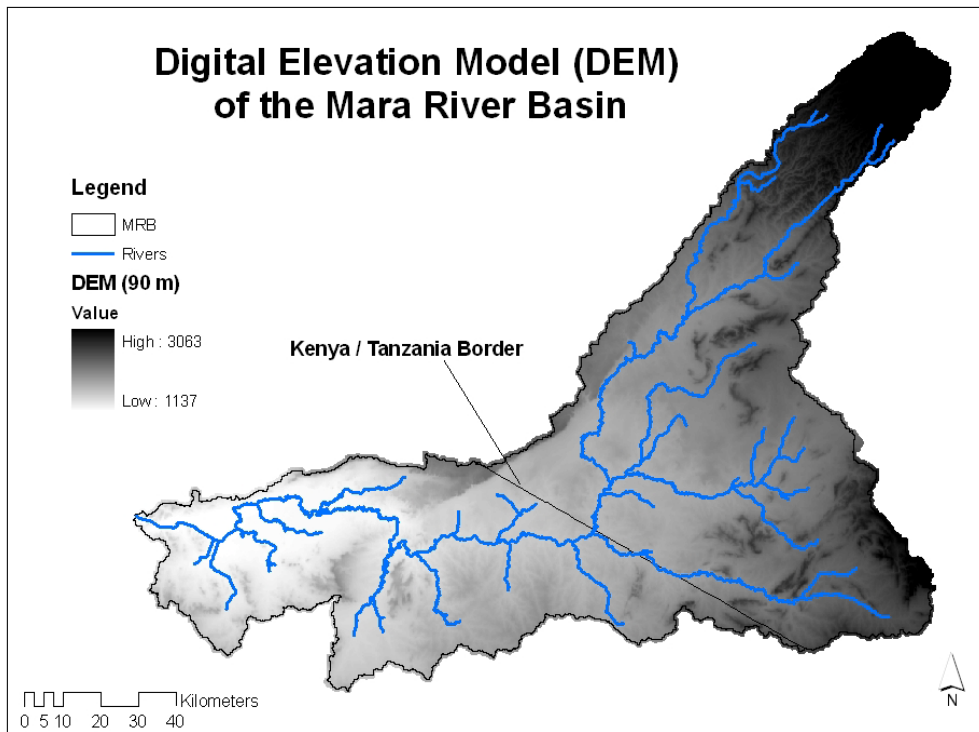 Digital Elevation Model (DEM)
of the Mara River Basin
Legend
MRB
Rivers
DEM (90 m)
Value
High : 3063
Low : 1137
Kenya / Tanzania Border
Kilometers
0 5 10 20 30 40
N